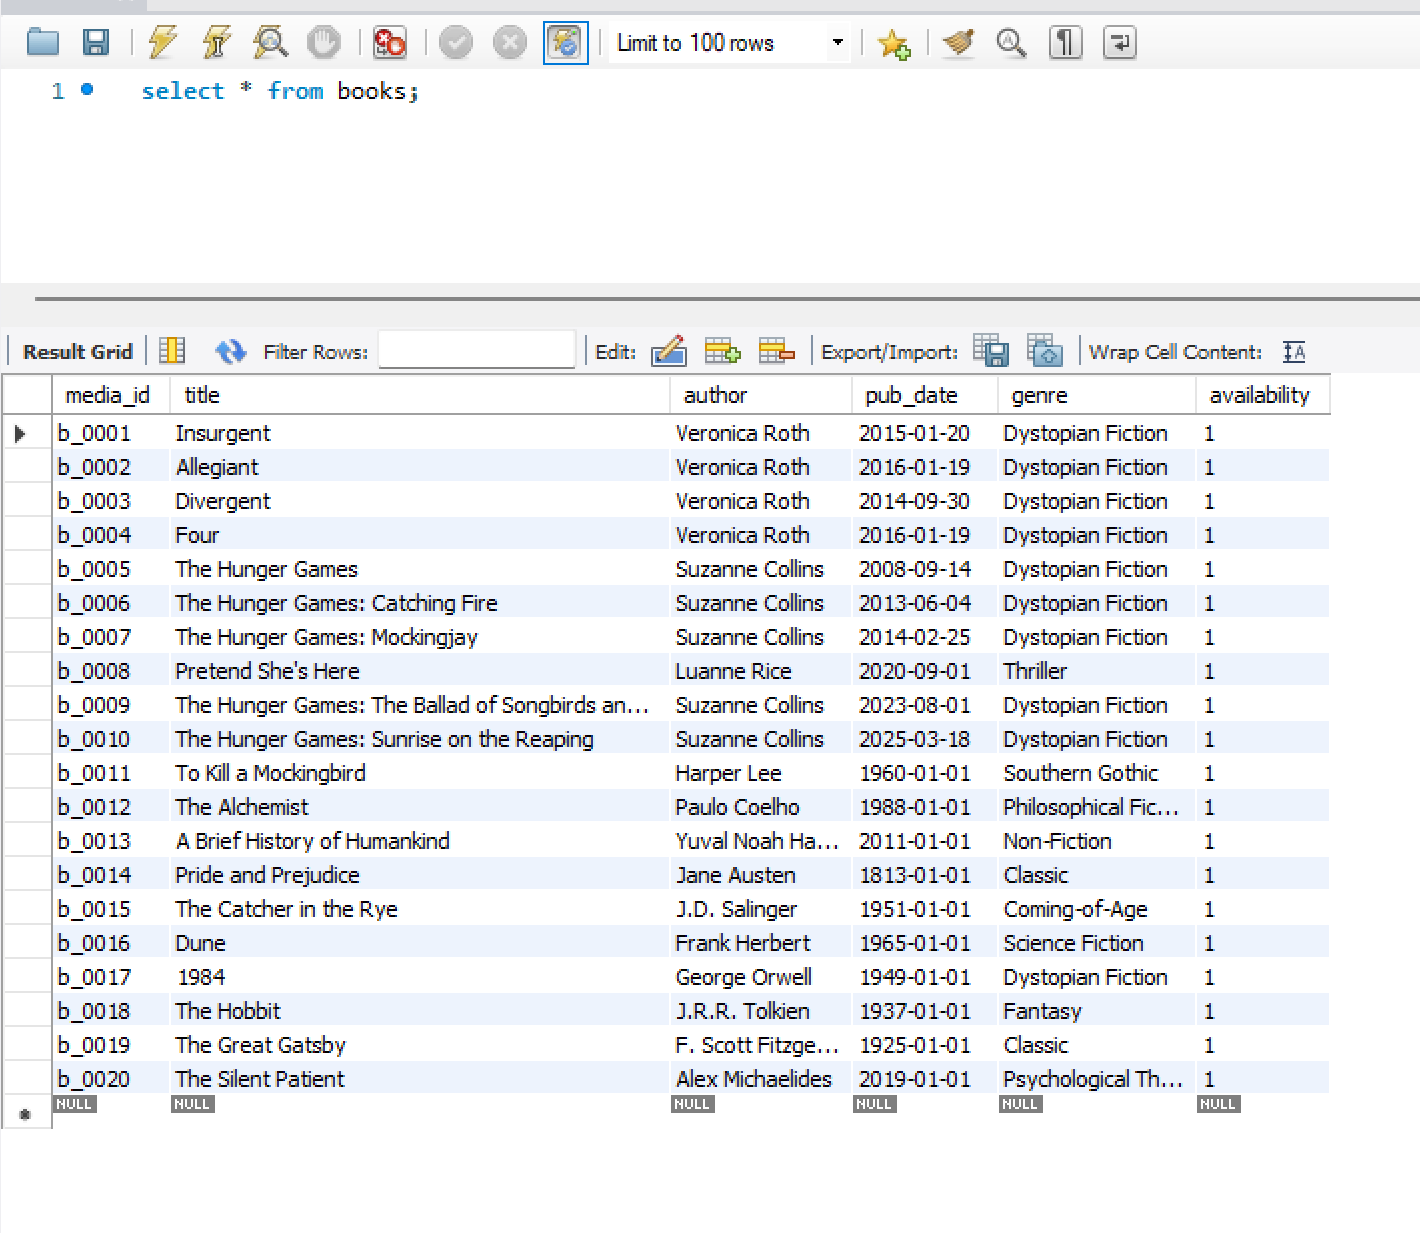 Limit to 100 rows
1 select * from books;
Result Grid Filter Rows: Edit: Export/Import: Wrap Cell Content:
media_id title author pub_date genre availability
b_0001 Insurgent Veronica Roth 2015-01-20 Dystopian Fiction 1
b_0002 Allegiant Veronica Roth 2016-01-19 Dystopian Fiction 1
b_0003 Divergent Veronica Roth 2014-09-30 Dystopian Fiction 1
b_0004 Four Veronica Roth 2016-01-19 Dystopian Fiction 1
b_0005 The Hunger Games Suzanne Collins 2008-09-14 Dystopian Fiction 1
b_0006 The Hunger Games: Catching Fire Suzanne Collins 2013-06-04 Dystopian Fiction 1
b_0007 The Hunger Games: Mockingjay Suzanne Collins 2014-02-25 Dystopian Fiction 1
b_0008 Pretend She's Here Luanne Rice 2020-09-01 Thriller 1
b_0009 The Hunger Games: The Ballad of Songbirds an... Suzanne Collins 2023-08-01 Dystopian Fiction 1
b_0010 The Hunger Games: Sunrise on the Reaping Suzanne Collins 2025-03-18 Dystopian Fiction 1
b_0011 To Kill a Mockingbird Harper Lee 1960-01-01 Southern Gothic 1
b_0012 The Alchemist Paulo Coelho 1988-01-01 Philosophical Fic... 1
b_0013 A Brief History of Humankind Yuval Noah Ha... 2011-01-01 Non-Fiction 1
b_0014 Pride and Prejudice Jane Austen 1813-01-01 Classic 1
b_0015 The Catcher in the Rye J.D. Salinger 1951-01-01 Coming-of-Age 1
b_0016 Dune Frank Herbert 1965-01-01 Science Fiction 1
b_0017 1984 George Orwell 1949-01-01 Dystopian Fiction 1
b_0018 The Hobbit J.R.R. Tolkien 1937-01-01 Fantasy 1
b_0019 The Great Gatsby F. Scott Fitzge... 1925-01-01 Classic 1
b_0020 The Silent Patient Alex Michaelides 2019-01-01 Psychological Th... 1
NULL NULL NULL NULL NULL NULL